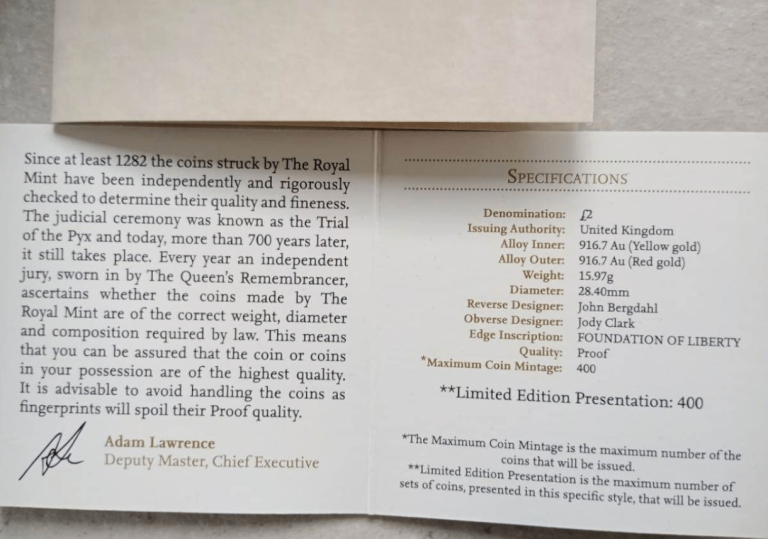 Since at least 1282 the coins struck by The Royal
Mint have been independently and rigorously
checked to determine their quality and fineness.
The judicial ceremony was known as the Trial
of the Pyx and today, more than 700 years later,
it still takes place. Every year an independent
jury, sworn in by The Queen's Remembrancer,
ascertains whether the coins made by The
Royal Mint are of the correct weight, diameter
and composition required by law. This means
that you can be assured that the coin or coins
in your possession are of the highest quality.
It is advisable to avoid handling the coins as
fingerprints will spoil their Proof quality.
Adam Lawrence
Deputy Master, Chief Executive
SPECIFICATIONS
Denomination: £2
Issuing Authority: United Kingdom
Alloy Inner: 916.7 Au (Yellow gold)
Alloy Outer: 916.7 Au (Red gold)
Weight: 15.97g
Diameter: 28.40mm
Reverse Designer: John Bergdahl
Obverse Designer: Jody Clark
Edge Inscription: FOUNDATION OF LIBERTY
Quality: Proof
*Maximum Coin Mintage: 400
**Limited Edition Presentation: 400
*The Maximum Coin Mintage is the maximum number of the
coins that will be issued.
**Limited Edition Presentation is the maximum number of
sets of coins, presented in this specific style, that will be issued.